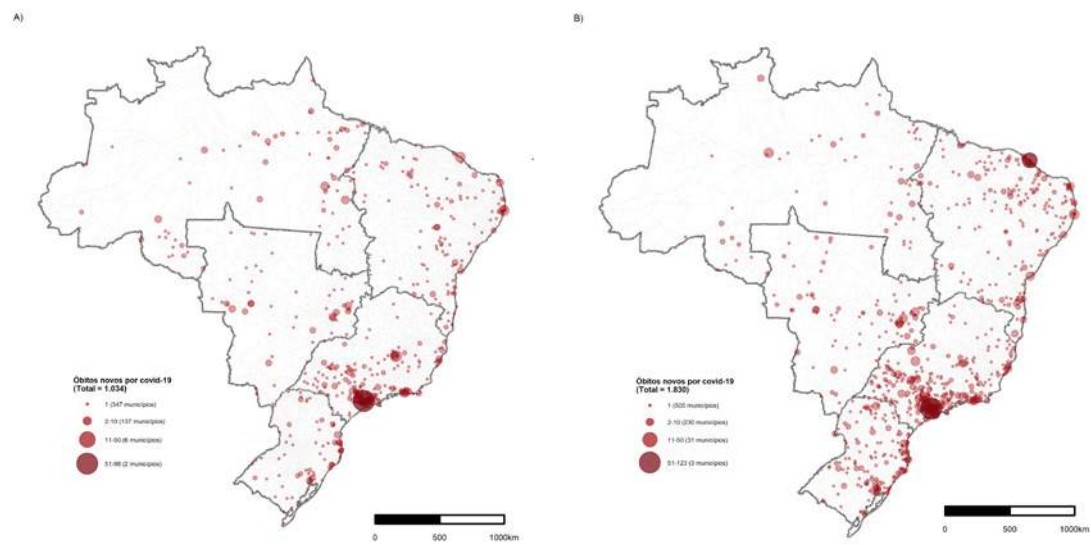 A)
Óbitos novos por covid-19
(Total = 1.034)
1 (347 municípios)
2-10 (137 municípios)
11-50 (6 municípios)
51-98 (2 municípios)
0 500 1000km
B)
Óbitos novos por covid-19
(Total = 1.830)
1 (505 municípios)
2-10 (230 municípios)
11-50 (31 municípios)
51-123 (3 municípios)
0 500 1000km